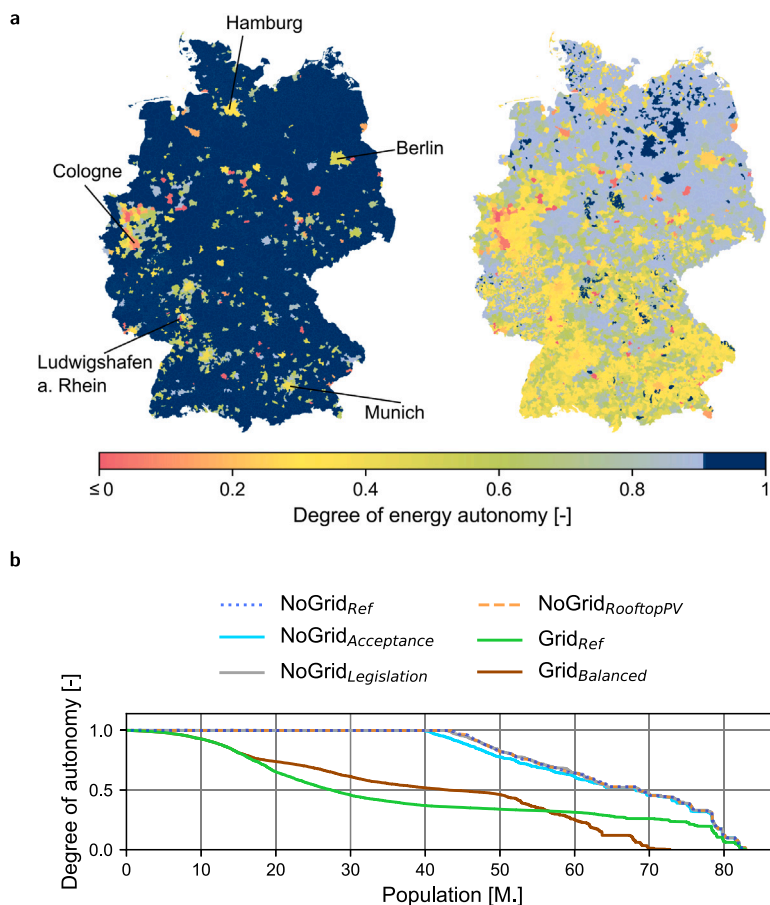 a
Hamburg
Berlin
Cologne
Ludwigshafen
a. Rhein
Munich
≤ 0 0.2 0.4 0.6 0.8 1
Degree of energy autonomy [-]
b
NoGrid_Ref NoGrid_RooftopPV
NoGrid_Acceptance Grid_Ref
NoGrid_Legislation Grid_Balanced
Degree of autonomy [-]
1.0
0.5
0.0
0 10 20 30 40 50 60 70 80
Population [M.]